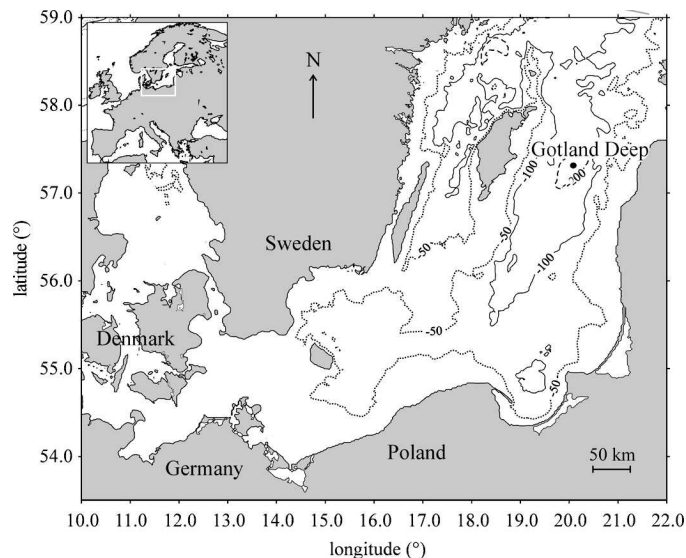 59.0
N
58.0
Gotland Deep
-100
-200
57.0
-50
-50
Sweden
-100
56.0
latitude (°)
-50
Denmark
55.0
-50
54.0
Germany
Poland
50 km
10.0 11.0 12.0 13.0 14.0 15.0 16.0 17.0 18.0 19.0 20.0 21.0 22.0
longitude (°)